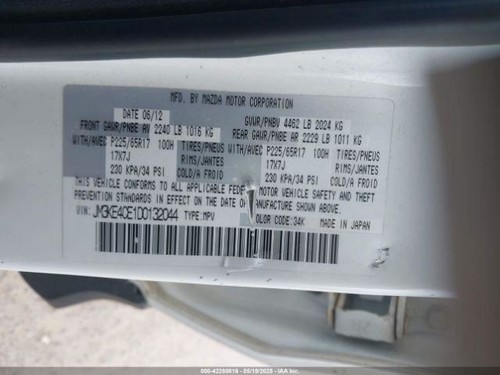 MFD. BY MAZDA MOTOR CORPORATION
DATE 06/12 GVWR/PNBV 4462 LB 2024 KG
FRONT GAWR/PNBE AV 2240 LB 1016 KG REAR GAWR/PNBE AR 2229 LB 1011 KG
WITH/AVEC P225/65R17 100H TIRES/PNEUS WITH/AVEC P225/65R17 100H TIRES/PNEUS
17X7J RIMS/JANTES 17X7J RIMS/JANTES
230 KPA/34 PSI COLD/A FROID 230 KPA/34 PSI COLD/A FROID
THIS VEHICLE CONFORMS TO ALL APPLICABLE FEDERAL MOTOR VEHICLE SAFETY, BUMPER, AND THEFT
PREVENTION STANDARDS IN EFFECT ON THE DATE OF MANUFACTURE SHOWN ABOVE.
VIN: JM3KE4CE1D0132044 TYPE:MPV COLOR CODE:34K MADE IN JAPAN
000-42280616 - 05/19/2025 - © IAA Inc.